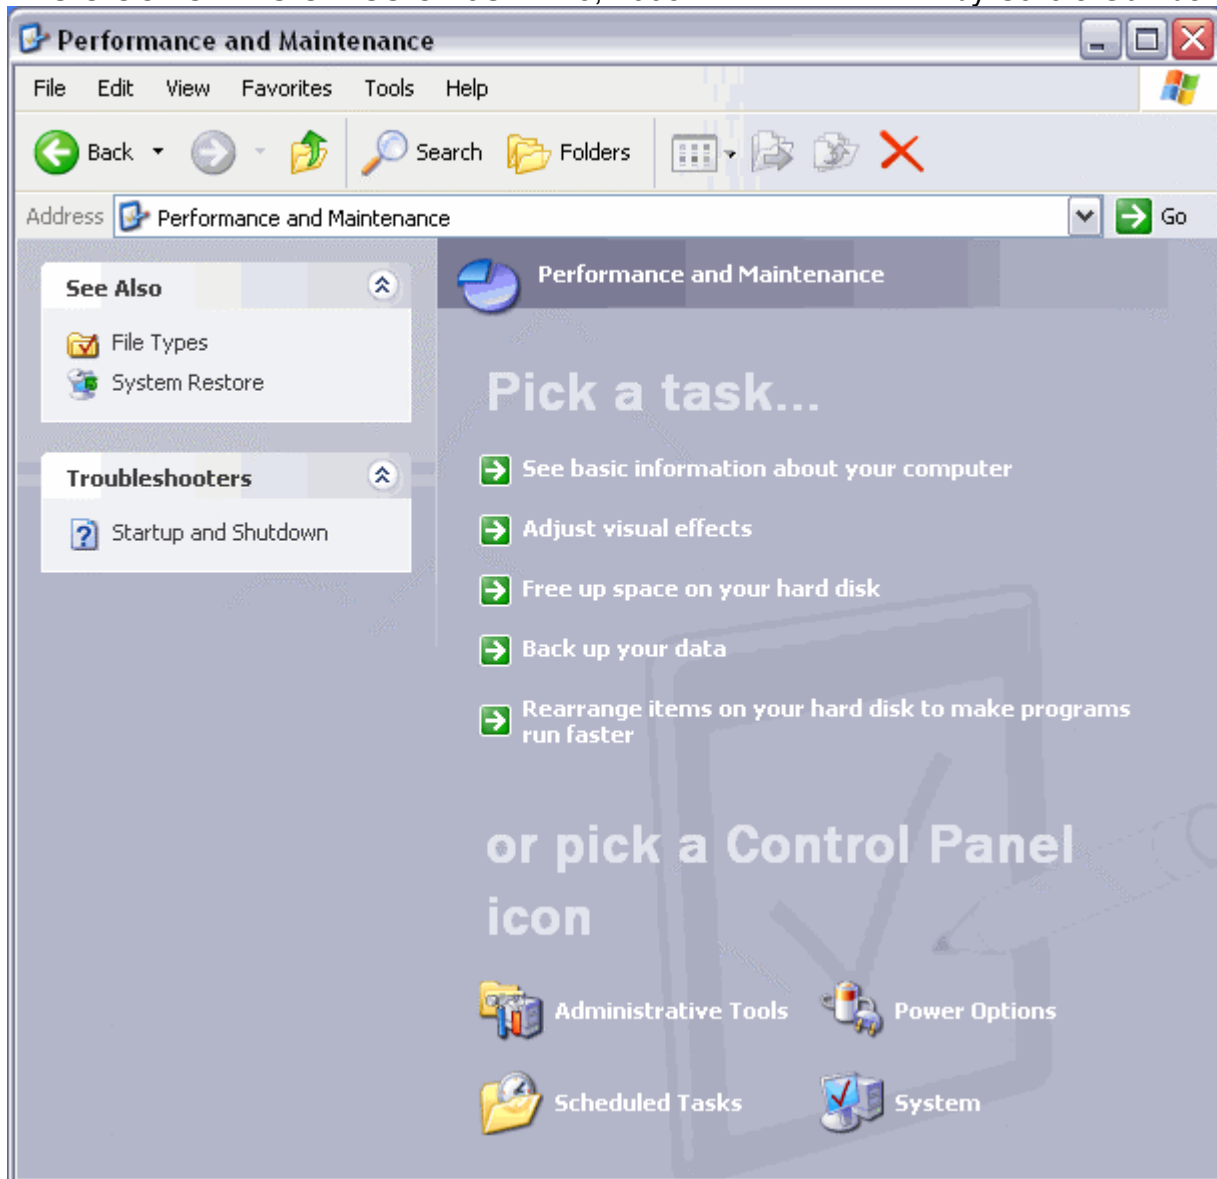 Performance and Maintenance
File Edit View Favorites Tools Help
Back Search Folders
Address Performance and Maintenance Go
See Also
File Types
System Restore
Troubleshooters
Startup and Shutdown
Performance and Maintenance
Pick a task...
See basic information about your computer
Adjust visual effects
Free up space on your hard disk
Back up your data
Rearrange items on your hard disk to make programs
run faster
or pick a Control Panel
icon
Administrative Tools Power Options
Scheduled Tasks System